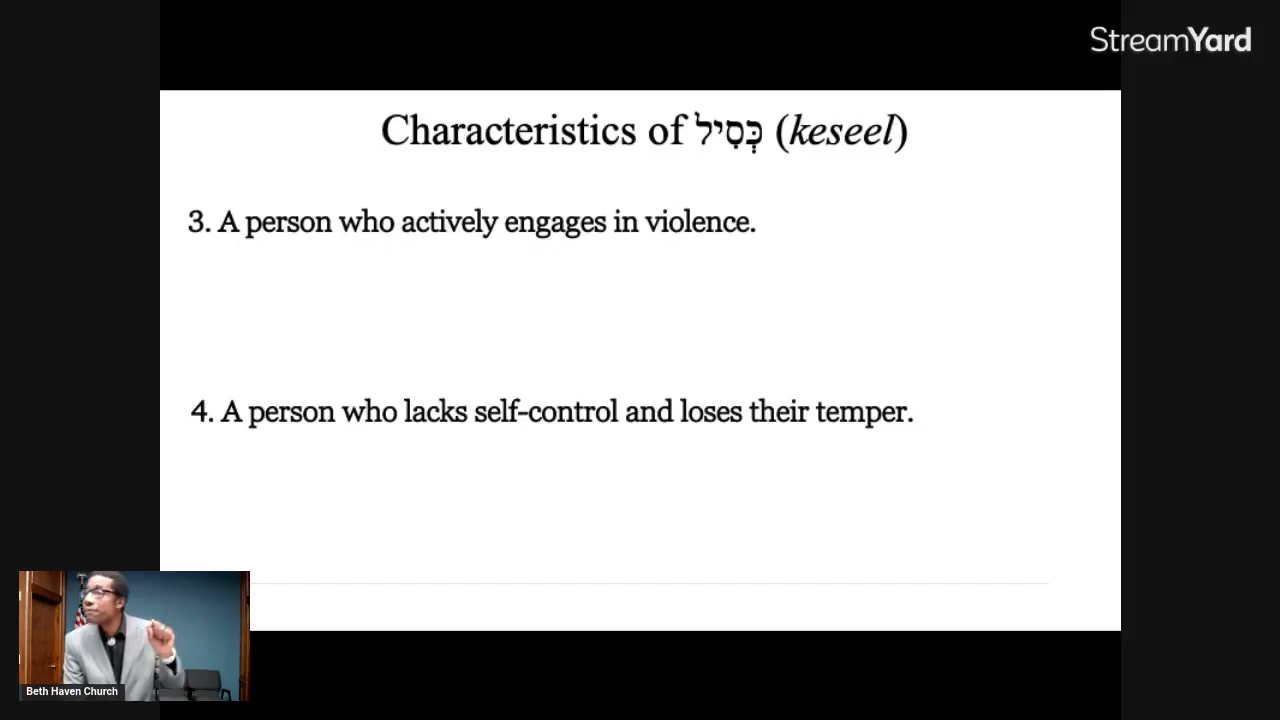 StreamYard
Characteristics of כְּסִיל (keseel)
3. A person who actively engages in violence.
4. A person who lacks self-control and loses their temper.
Beth Haven Church